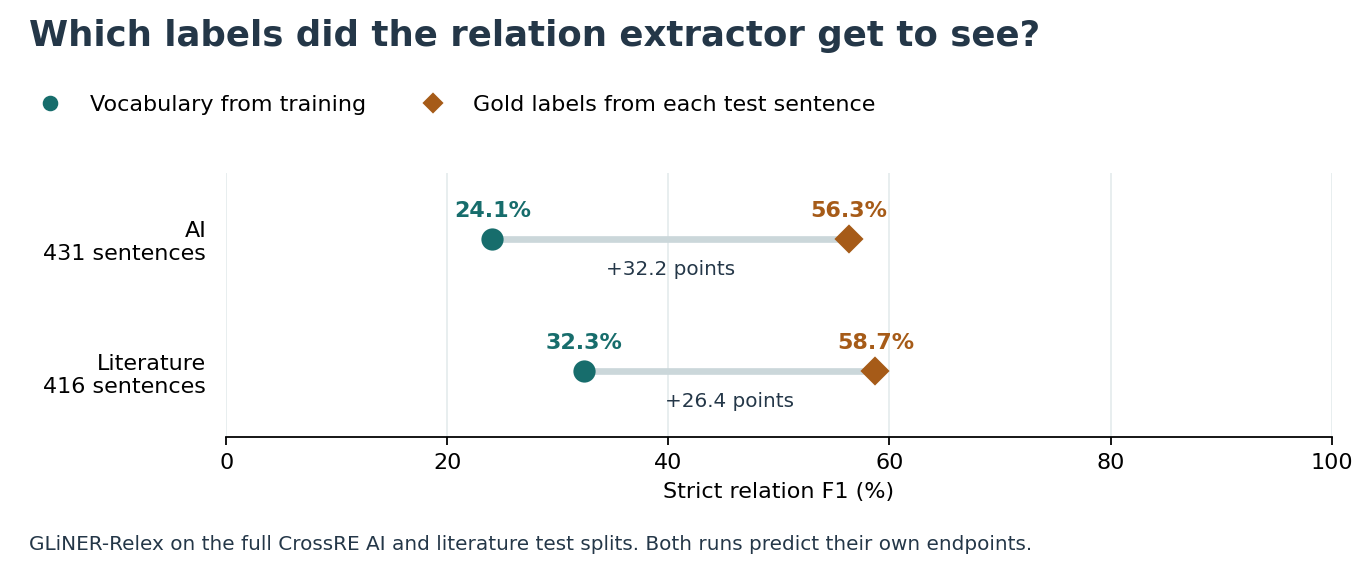 Which labels did the relation extractor get to see?
Vocabulary from training
Gold labels from each test sentence
AI
431 sentences
24.1%
56.3%
+32.2 points
Literature
416 sentences
32.3%
58.7%
+26.4 points
0
20
40
60
80
100
Strict relation F1 (%)
GLiNER-Relex on the full CrossRE AI and literature test splits. Both runs predict their own endpoints.